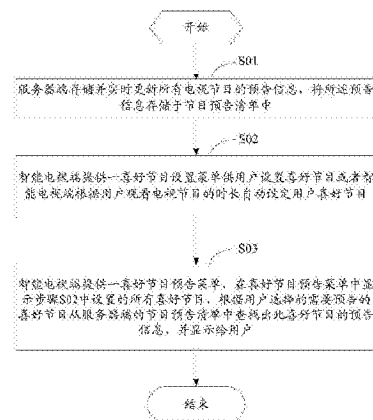 开始
S01
服务器端存储并实时更新所有电视节目的预告信息，将所述预告
信息存储于节目预告清单中
S02
智能电视端提供一喜好节目设置菜单供用户设置喜好节目或者智
能电视端根据用户观看电视节目的时长自动设定用户喜好节目
S03
智能电视端提供一喜好节目预告菜单，在喜好节目预告菜单中显
示步骤S02中设置的所有喜好节目，根据用户选择的需要预告的
喜好节目从服务器端的节目预告清单中查找出此喜好节目的预告
信息，并显示给用户
结束